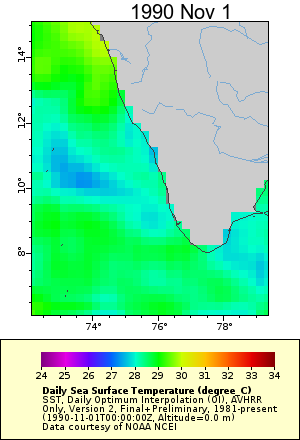 1990 Nov 1
14°
12°
10°
8°
74°
76°
78°
24 25 26 27 28 29 30 31 32 33 34
Daily Sea Surface Temperature (degree_C)
SST, Daily Optimum Interpolation (OI), AVHRR
Only, Version 2, Final+Preliminary, 1981-present
(1990-11-01T00:00:00Z, Altitude=0.0 m)
Data courtesy of NOAA NCEI